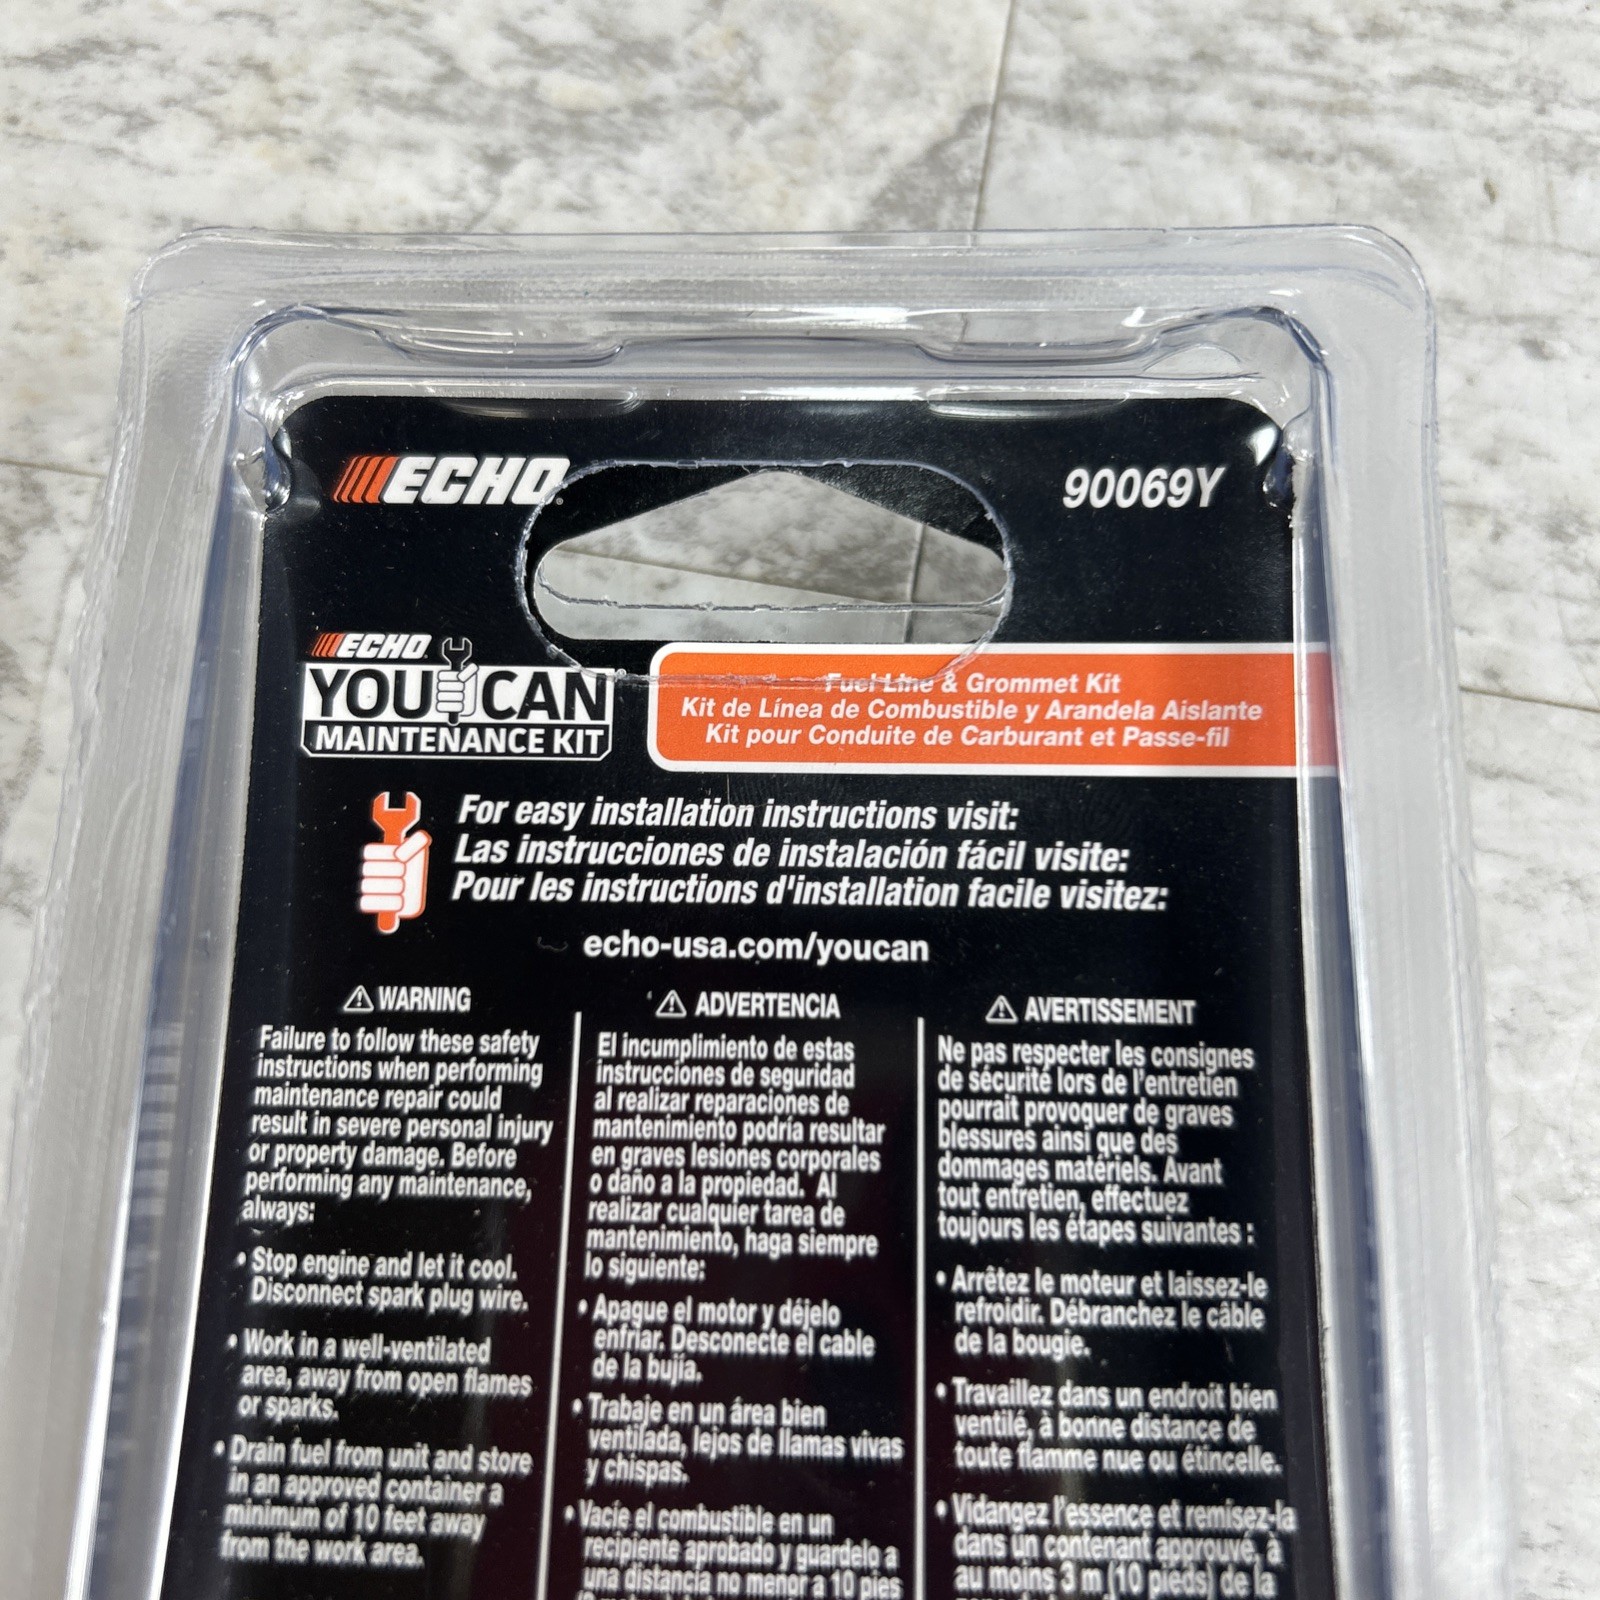 ECHO
90069Y
ECHO
YOU CAN
MAINTENANCE KIT
Fuel Line & Grommet Kit
Kit de Línea de Combustible y Arandela Aislante
Kit pour Conduite de Carburant et Passe-fil
For easy installation instructions visit:
Las instrucciones de instalación fácil visite:
Pour les instructions d'installation facile visitez:
echo-usa.com/youcan
WARNING
Failure to follow these safety
instructions when performing
maintenance repair could
result in severe personal injury
or property damage. Before
performing any maintenance,
always:
• Stop engine and let it cool.
Disconnect spark plug wire.
• Work in a well-ventilated
area, away from open flames
or sparks.
• Drain fuel from unit and store
in an approved container a
minimum of 10 feet away
from the work area.
ADVERTENCIA
El incumplimiento de estas
instrucciones de seguridad
al realizar reparaciones de
mantenimiento podría resultar
en graves lesiones corporales
o daño a la propiedad. Al
realizar cualquier tarea de
mantenimiento, haga siempre
lo siguiente:
• Apague el motor y déjelo
enfriar. Desconecte el cable
de la bujía.
• Trabaje en un área bien
ventilada, lejos de llamas vivas
y chispas.
• Vacíe el combustible en un
recipiente aprobado y guárdelo a
una distancia no menor a 10 pies
AVERTISSEMENT
Ne pas respecter les consignes
de sécurité lors de l'entretien
pourrait provoquer de graves
blessures ainsi que des
dommages matériels. Avant
tout entretien, effectuez
toujours les étapes suivantes :
• Arrêtez le moteur et laissez-le
refroidir. Débranchez le câble
de la bougie.
• Travaillez dans un endroit bien
ventilé, à bonne distance de
toute flamme nue ou étincelle.
• Vidangez l'essence et remisez-la
dans un contenant approuvé, à
au moins 3 m (10 pieds) de la